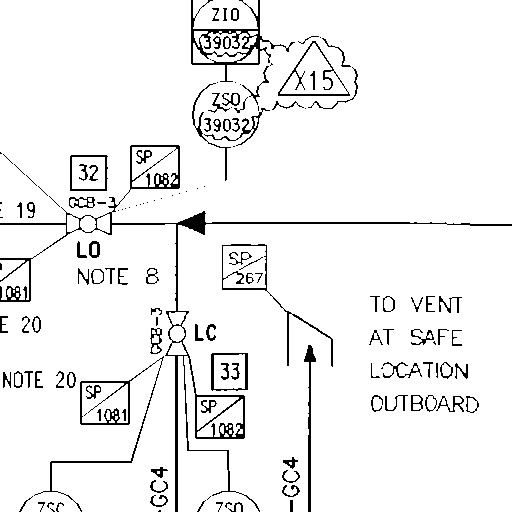 ZIO
39032
X15
ZSO
39032
SP
1082
32
GCB-3
E 19
LO
NOTE 8
SP
267
1081
E 20
GCB-3
LC
TO VENT
AT SAFE
LOCATION
OUTBOARD
NOTE 20
33
SP
1081
SP
1082
-GC4
-GC4
ZSC
ZSO